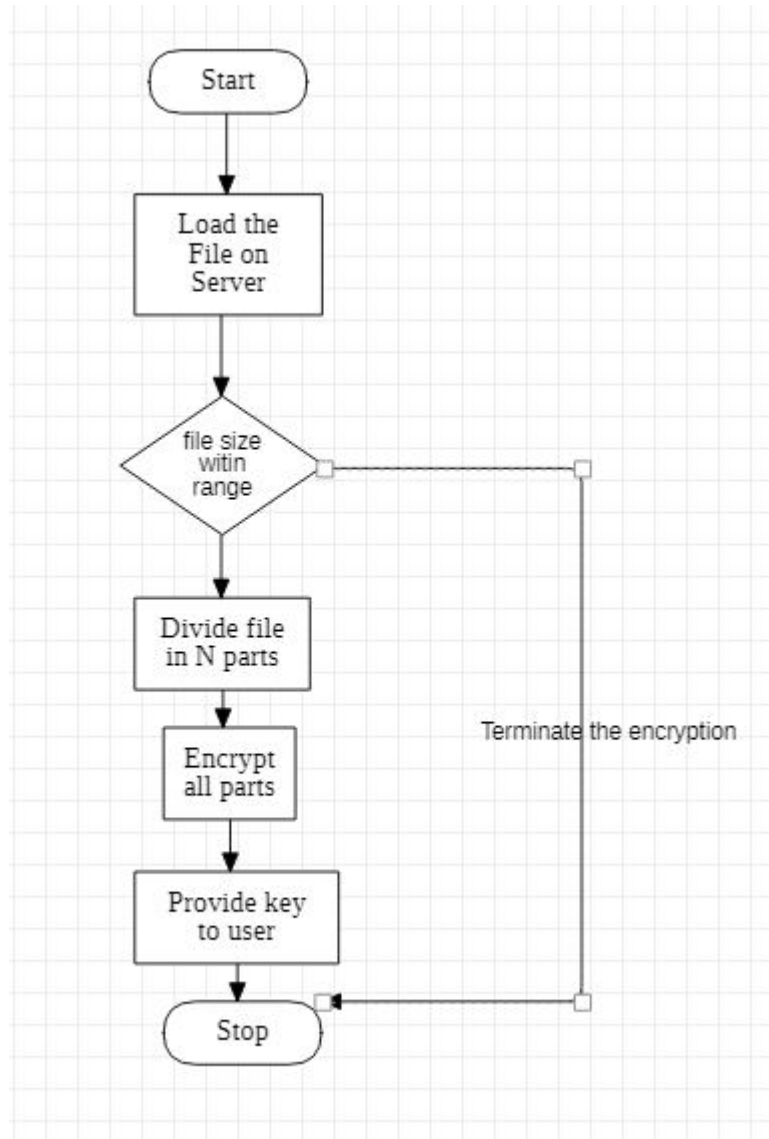 Start
Load the
File on
Server
file size
witin
range
Divide file
in N parts
Terminate the encryption
Encrypt
all parts
Provide key
to user
Stop